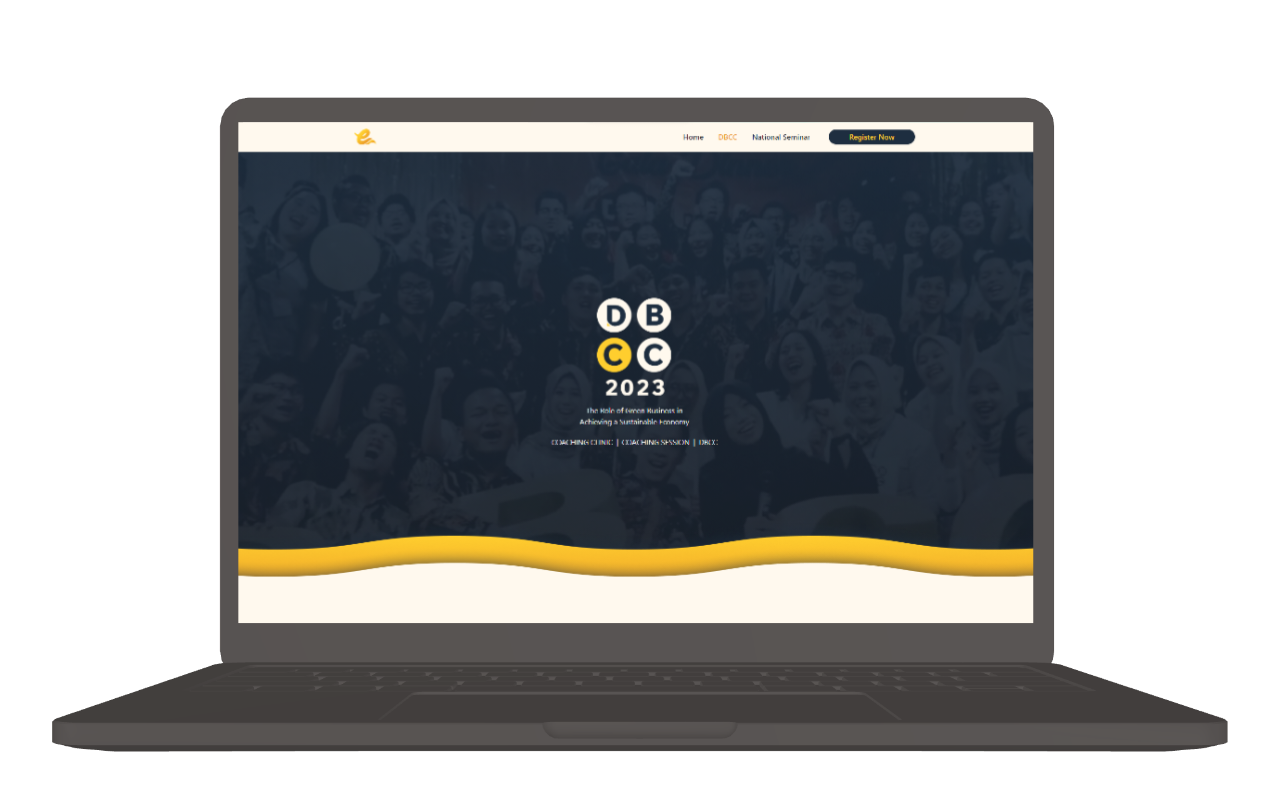 Home DBCC National Seminar Register Now
D B
C C
2023
The Role of Green Business in
Achieving a Sustainable Economy
COACHING CLINIC | COACHING SESSION | DBCC